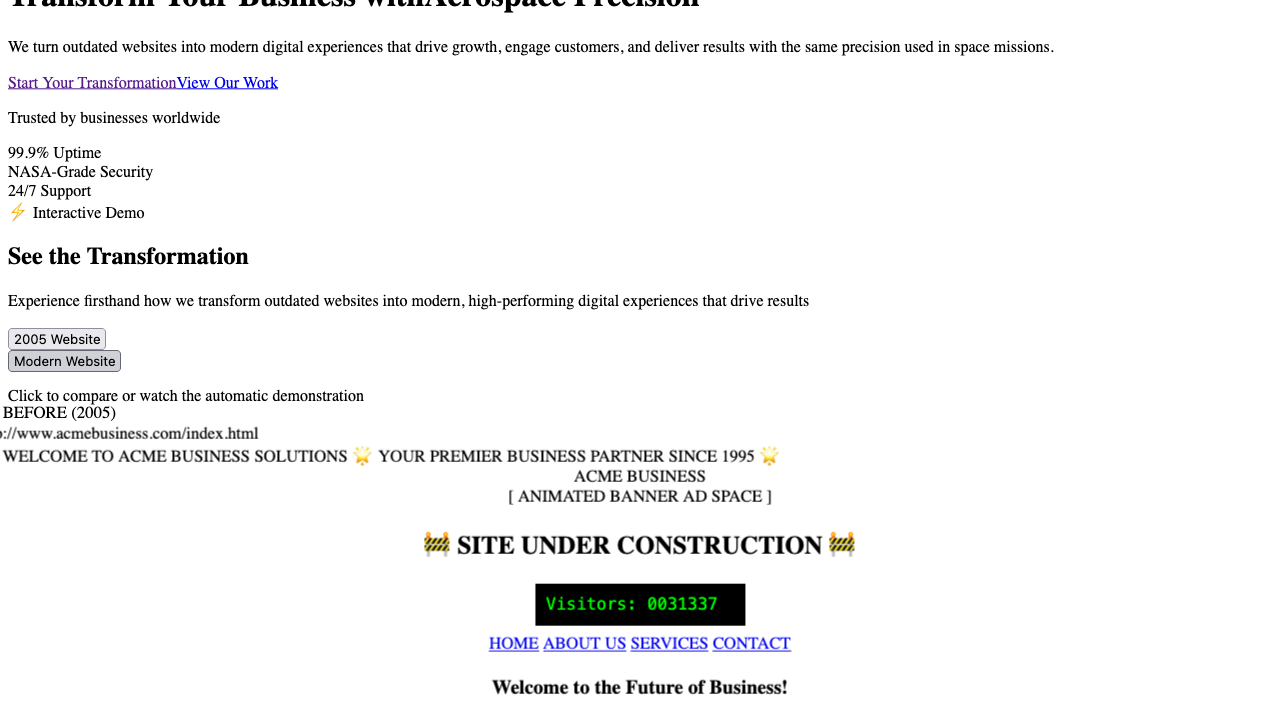 Transform Your Business withAerospace Precision
We turn outdated websites into modern digital experiences that drive growth, engage customers, and deliver results with the same precision used in space missions.
Start Your TransformationView Our Work
Trusted by businesses worldwide
99.9% Uptime
NASA-Grade Security
24/7 Support
⚡ Interactive Demo
See the Transformation
Experience firsthand how we transform outdated websites into modern, high-performing digital experiences that drive results
2005 Website
Modern Website
Click to compare or watch the automatic demonstration
BEFORE (2005)
://www.acmebusiness.com/index.html
WELCOME TO ACME BUSINESS SOLUTIONS 🌟 YOUR PREMIER BUSINESS PARTNER SINCE 1995 🌟
ACME BUSINESS
[ ANIMATED BANNER AD SPACE ]
🚧 SITE UNDER CONSTRUCTION 🚧
Visitors: 0031337
HOME ABOUT US SERVICES CONTACT
Welcome to the Future of Business!